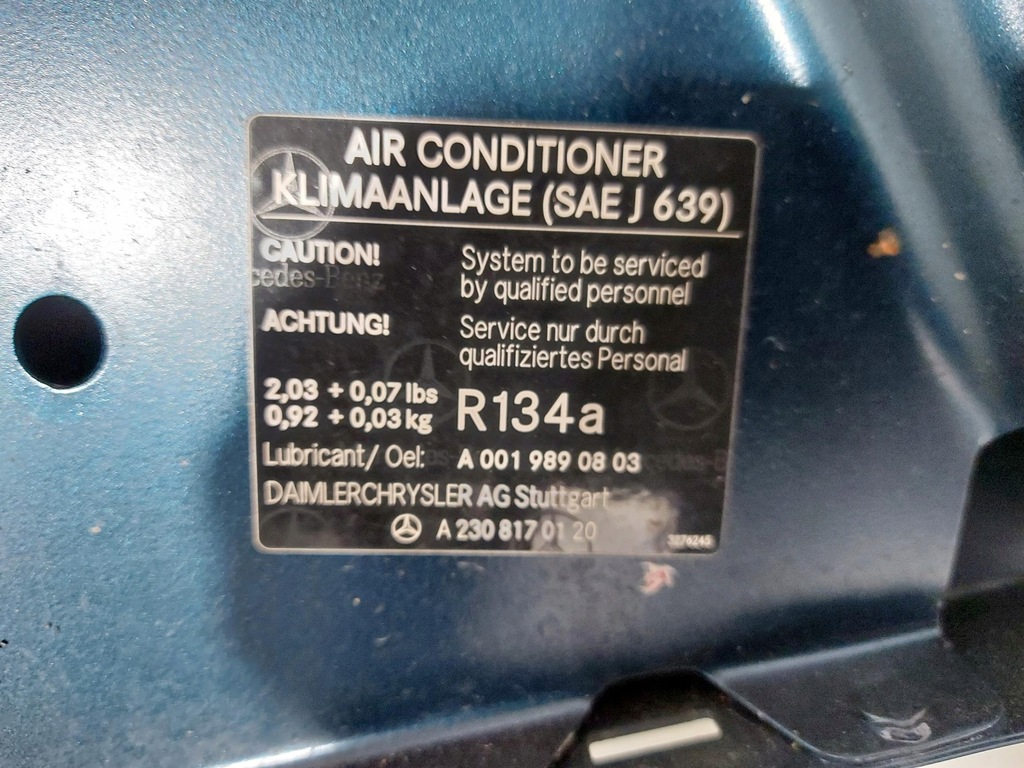 AIR CONDITIONER
KLIMAANLAGE (SAE J 639)
CAUTION! System to be serviced
by qualified personnel
ACHTUNG! Service nur durch
qualifiziertes Personal
2,03 + 0,07 lbs R134a
0,92 + 0,03 kg
Lubricant/ Oel: A 001 989 08 03
DAIMLERCHRYSLER AG Stuttgart
A 230 817 01 20
3276245